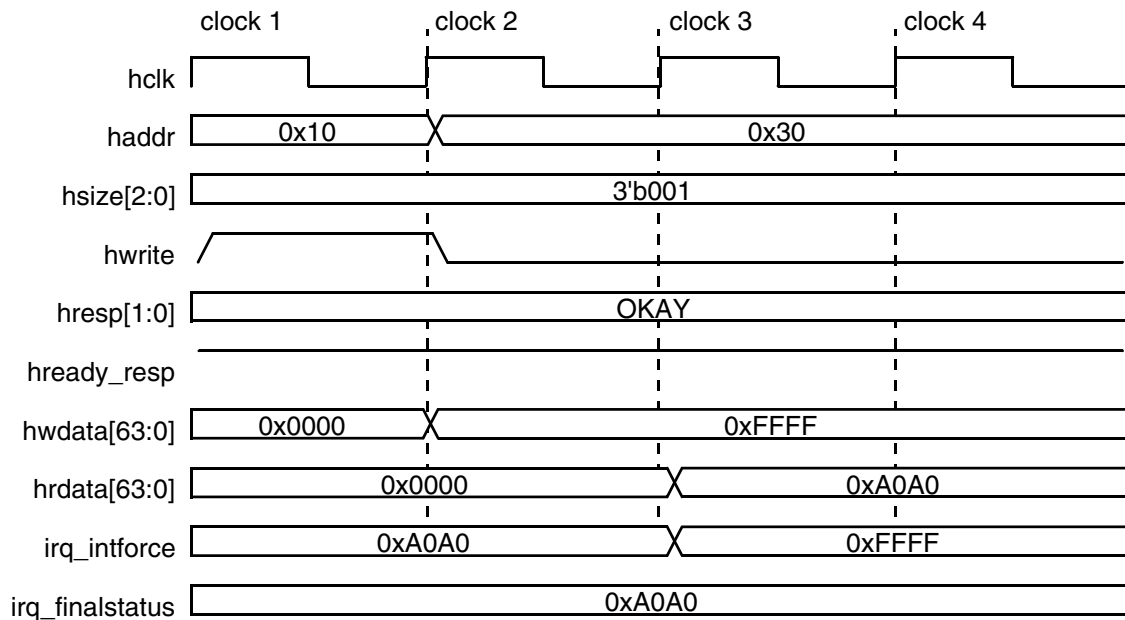 clock 1 clock 2 clock 3 clock 4
hclk
haddr 0x10 0x30
hsize[2:0] 3'b001
hwrite
hresp[1:0] OKAY
hready_resp
hwdata[63:0] 0x0000 0xFFFF
hrdata[63:0] 0x0000 0xA0A0
irq_intforce 0xA0A0 0xFFFF
irq_finalstatus 0xA0A0